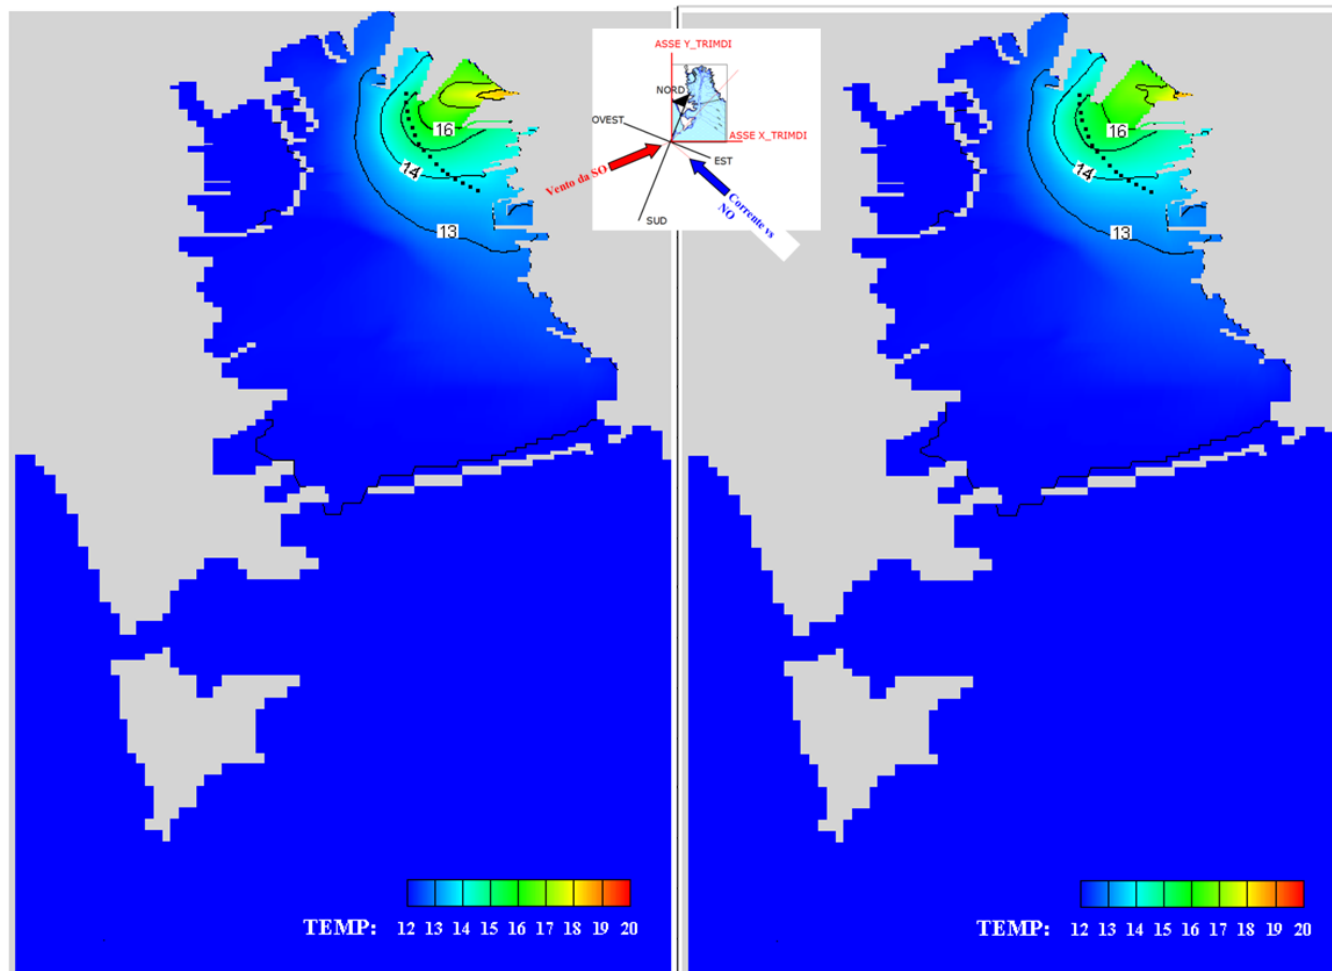 ASSE Y_TRIMDI
NORD
OVEST
ASSE X_TRIMDI
EST
Vento da SO
Corrente vs
NO
SUD
16
14
13
16
14
13
TEMP: 12 13 14 15 16 17 18 19 20
TEMP: 12 13 14 15 16 17 18 19 20